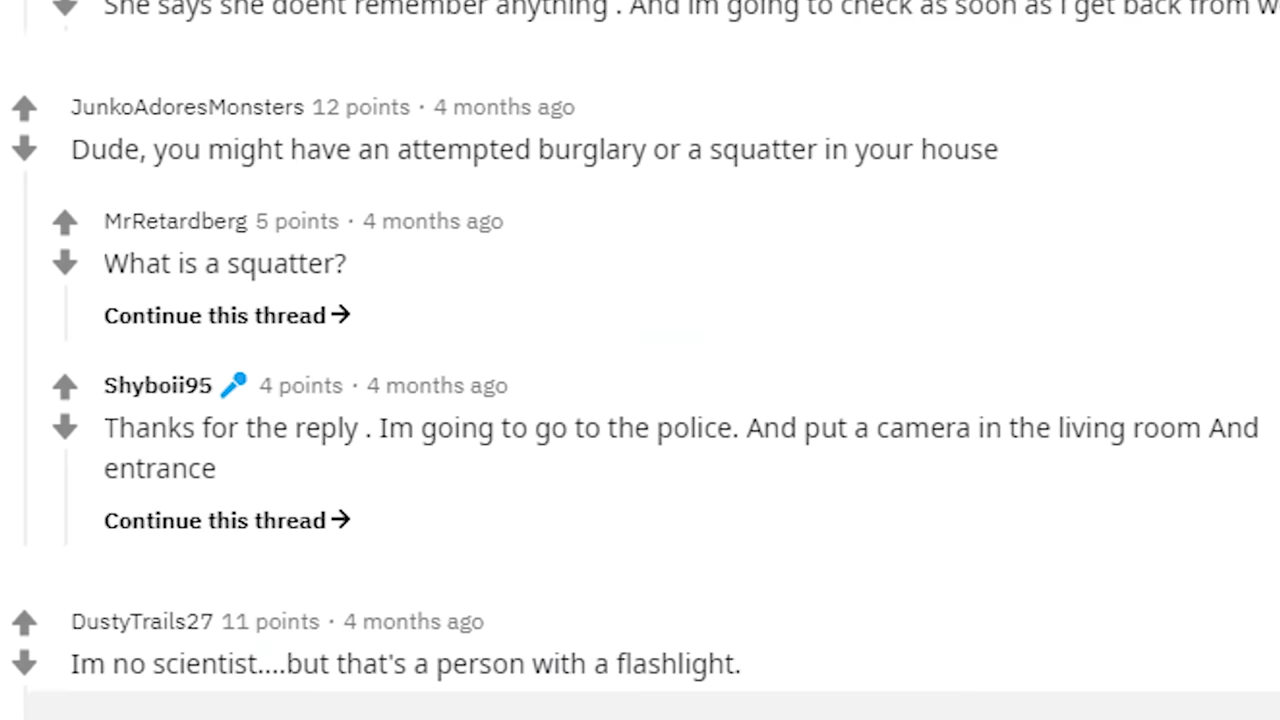 She says she doent remember anything . And im going to check as soon as I get back from
JunkoAdoresMonsters 12 points · 4 months ago
Dude, you might have an attempted burglary or a squatter in your house
MrRetardberg 5 points · 4 months ago
What is a squatter?
Continue this thread→
Shyboii95 4 points · 4 months ago
Thanks for the reply . Im going to go to the police. And put a camera in the living room And
entrance
Continue this thread→
DustyTrails27 11 points · 4 months ago
Im no scientist....but that's a person with a flashlight.